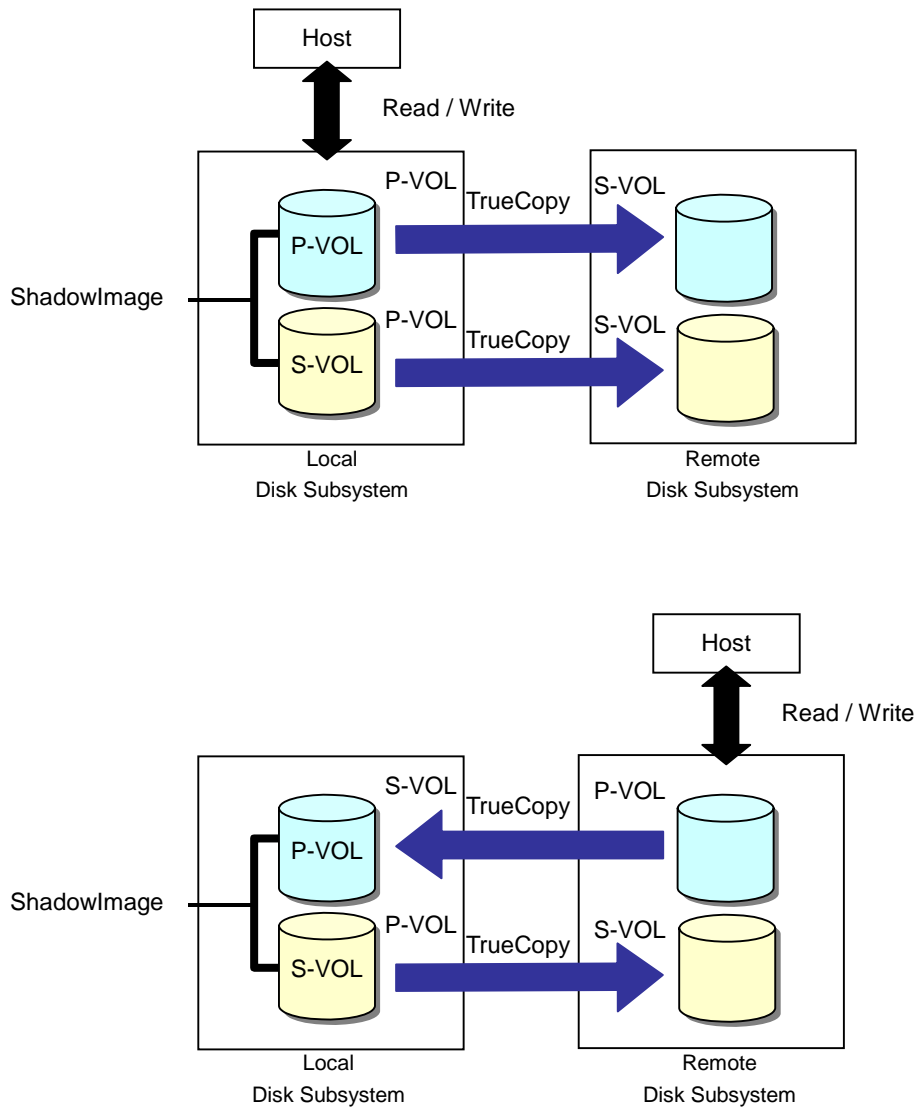 Host
Read / Write
P-VOL
TrueCopy
S-VOL
P-VOL
ShadowImage
P-VOL
TrueCopy
S-VOL
S-VOL
Local
Disk Subsystem
Remote
Disk Subsystem
Host
Read / Write
S-VOL
TrueCopy
P-VOL
P-VOL
ShadowImage
P-VOL
TrueCopy
S-VOL
S-VOL
Local
Disk Subsystem
Remote
Disk Subsystem